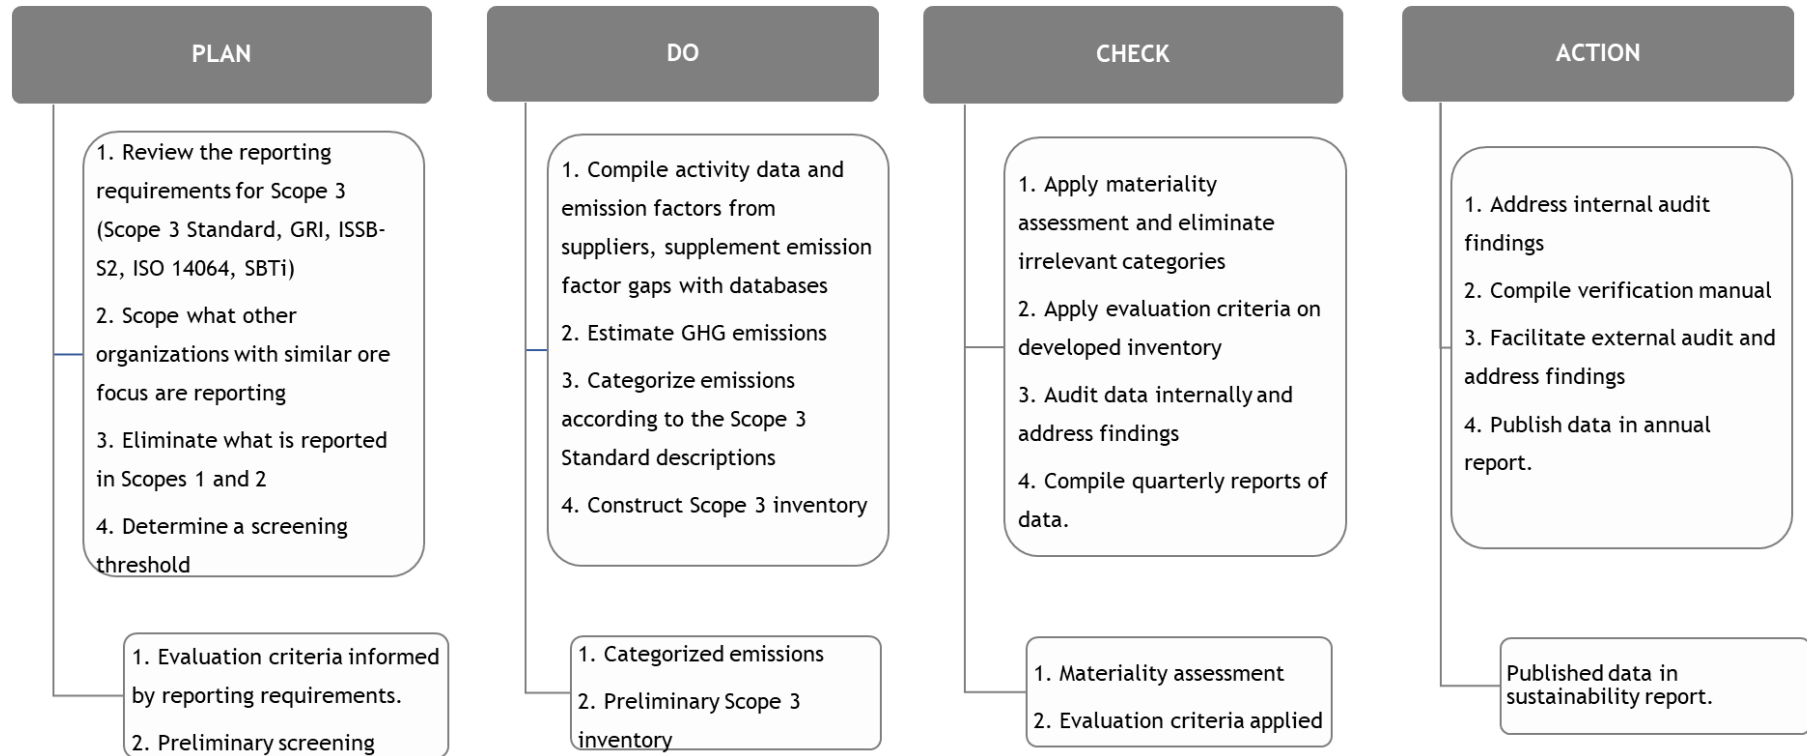 PLAN
1. Review the reporting
requirements for Scope 3
(Scope 3 Standard, GRI, ISSB-
S2, ISO 14064, SBTi)
2. Scope what other
organizations with similar ore
focus are reporting
3. Eliminate what is reported
in Scopes 1 and 2
4. Determine a screening
threshold
1. Evaluation criteria informed
by reporting requirements.
2. Preliminary screening
DO
1. Compile activity data and
emission factors from
suppliers, supplement emission
factor gaps with databases
2. Estimate GHG emissions
3. Categorize emissions
according to the Scope 3
Standard descriptions
4. Construct Scope 3 inventory
1. Categorized emissions
2. Preliminary Scope 3
inventory
CHECK
1. Apply materiality
assessment and eliminate
irrelevant categories
2. Apply evaluation criteria on
developed inventory
3. Audit data internally and
address findings
4. Compile quarterly reports of
data.
1. Materiality assessment
2. Evaluation criteria applied
ACTION
1. Address internal audit
findings
2. Compile verification manual
3. Facilitate external audit and
address findings
4. Publish data in annual
report.
Published data in
sustainability report.